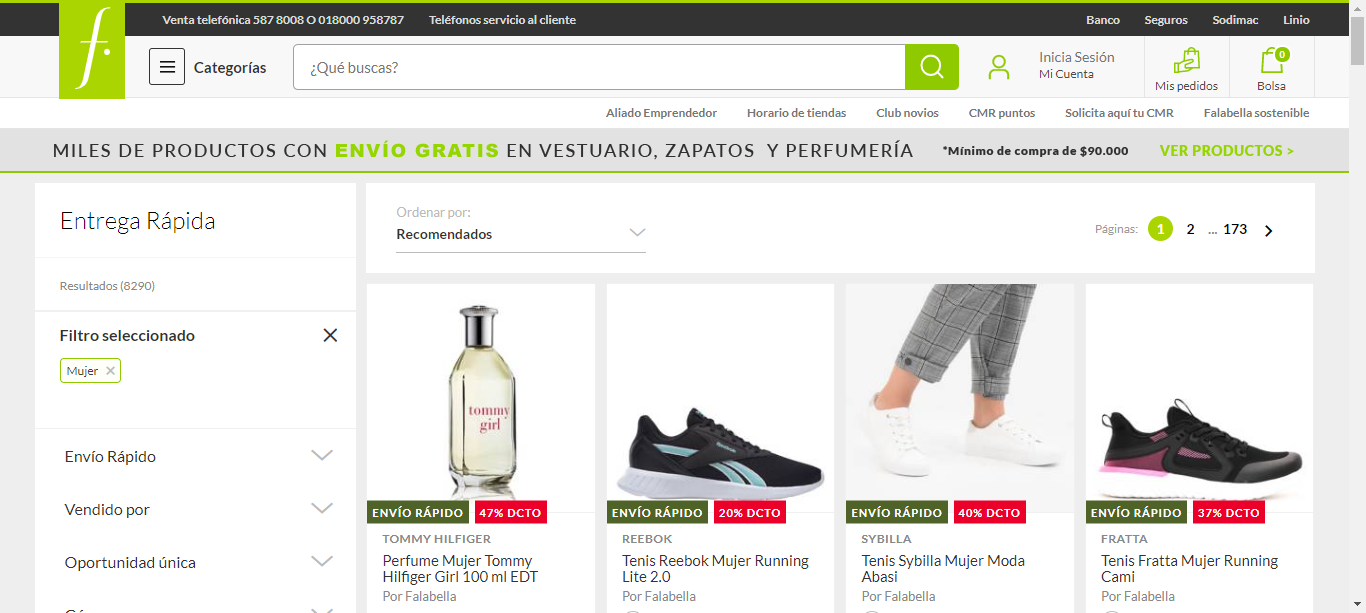 Venta telefónica 587 8008 O 018000 958787 Teléfonos servicio al cliente Banco Seguros Sodimac Linio
f.
Categorías ¿Qué buscas? Inicia Sesión
Mi Cuenta
Mis pedidos
0
Bolsa
Aliado Emprendedor Horario de tiendas Club novios CMR puntos Solicita aquí tu CMR Falabella sostenible
MILES DE PRODUCTOS CON ENVÍO GRATIS EN VESTUARIO, ZAPATOS Y PERFUMERÍA *Mínimo de compra de $90.000 VER PRODUCTOS >
Entrega Rápida
Resultados (8290)
Filtro seleccionado
Mujer
Envío Rápido
Vendido por
Oportunidad única
Ordenar por:
Recomendados
Páginas: 1 2 ... 173
tommy
girl
ENVÍO RÁPIDO 47% DCTO
TOMMY HILFIGER
Perfume Mujer Tommy
Hilfiger Girl 100 ml EDT
Por Falabella
Reebok
ENVÍO RÁPIDO 20% DCTO
REEBOK
Tenis Reebok Mujer Running
Lite 2.0
Por Falabella
ENVÍO RÁPIDO 40% DCTO
SYBILLA
Tenis Sybilla Mujer Moda
Abasi
Por Falabella
ENVÍO RÁPIDO 37% DCTO
FRATTA
Tenis Fratta Mujer Running
Cami
Por Falabella